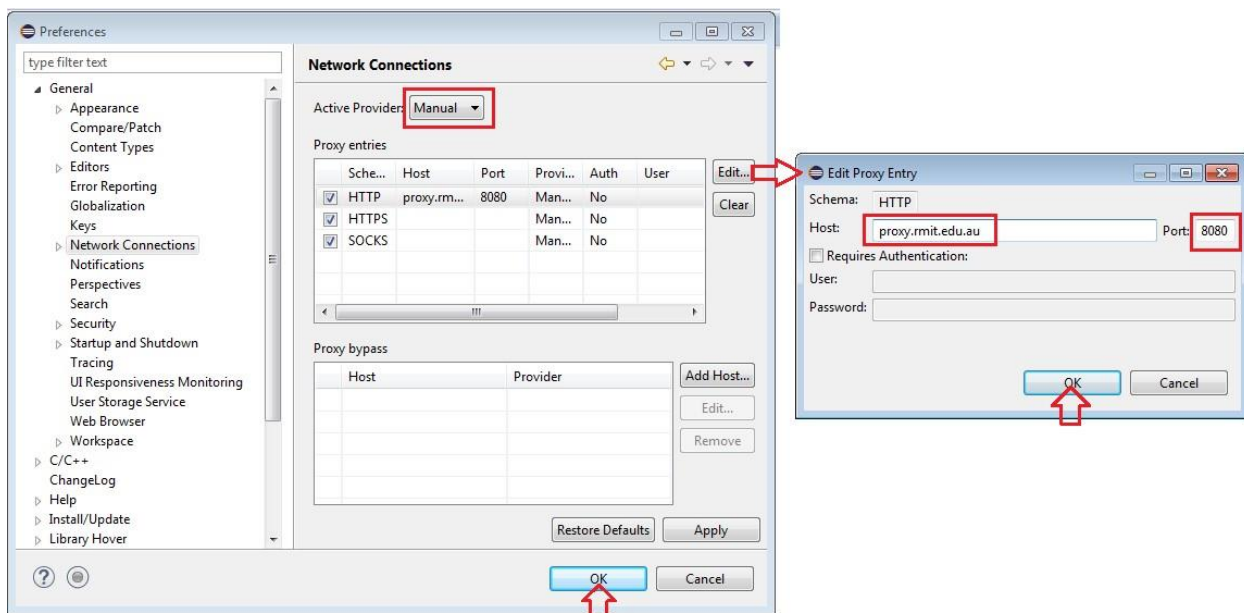 Preferences
type filter text
General
Appearance
Compare/Patch
Content Types
Editors
Error Reporting
Globalization
Keys
Network Connections
Notifications
Perspectives
Search
Security
Startup and Shutdown
Tracing
UI Responsiveness Monitoring
User Storage Service
Web Browser
Workspace
C/C++
ChangeLog
Help
Install/Update
Library Hover
Network Connections
Active Provider: Manual
Proxy entries
Sche... Host Port Provi... Auth User
HTTP proxy.rm... 8080 Man... No
HTTPS Man... No
SOCKS Man... No
Edit...
Clear
Proxy bypass
Host Provider
Add Host...
Edit...
Remove
Restore Defaults Apply
OK Cancel
Edit Proxy Entry
Schema: HTTP
Host: proxy.rmit.edu.au Port: 8080
Requires Authentication:
User:
Password:
OK Cancel